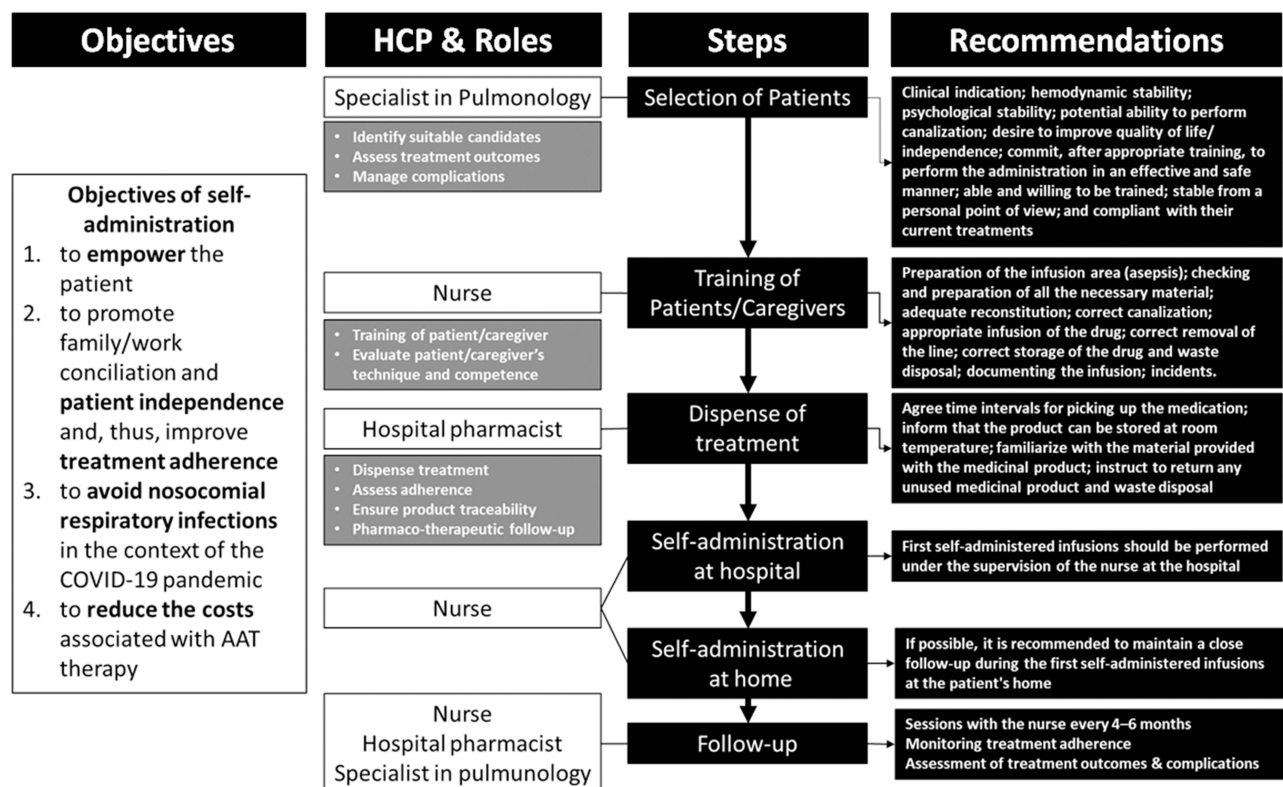 Objectives
HCP & Roles
Steps
Recommendations
Objectives of self-
administration
1. to empower the
patient
2. to promote
family/work
conciliation and
patient independence
and, thus, improve
treatment adherence
3. to avoid nosocomial
respiratory infections
in the context of the
COVID-19 pandemic
4. to reduce the costs
associated with AAT
therapy
Specialist in Pulmonology
• Identify suitable candidates
• Assess treatment outcomes
• Manage complications
Selection of Patients
Clinical indication; hemodynamic stability;
psychological stability; potential ability to perform
canalization; desire to improve quality of life/
independence; commit, after appropriate training, to
perform the administration in an effective and safe
manner; able and willing to be trained; stable from a
personal point of view; and compliant with their
current treatments
Nurse
• Training of patient/caregiver
• Evaluate patient/caregiver's
technique and competence
Training of
Patients/Caregivers
Preparation of the infusion area (asepsis); checking
and preparation of all the necessary material;
adequate reconstitution; correct canalization;
appropriate infusion of the drug; correct removal of
the line; correct storage of the drug and waste
disposal; documenting the infusion; incidents.
Hospital pharmacist
• Dispense treatment
• Assess adherence
• Ensure product traceability
• Pharmaco-therapeutic follow-up
Dispense of
treatment
Agree time intervals for picking up the medication;
inform that the product can be stored at room
temperature; familiarize with the material provided
with the medicinal product; instruct to return any
unused medicinal product and waste disposal
Nurse
Self-administration
at hospital
First self-administered infusions should be performed
under the supervision of the nurse at the hospital
Self-administration
at home
If possible, it is recommended to maintain a close
follow-up during the first self-administered infusions
at the patient's home
Nurse
Hospital pharmacist
Specialist in pulmunology
Follow-up
Sessions with the nurse every 4–6 months
Monitoring treatment adherence
Assessment of treatment outcomes & complications